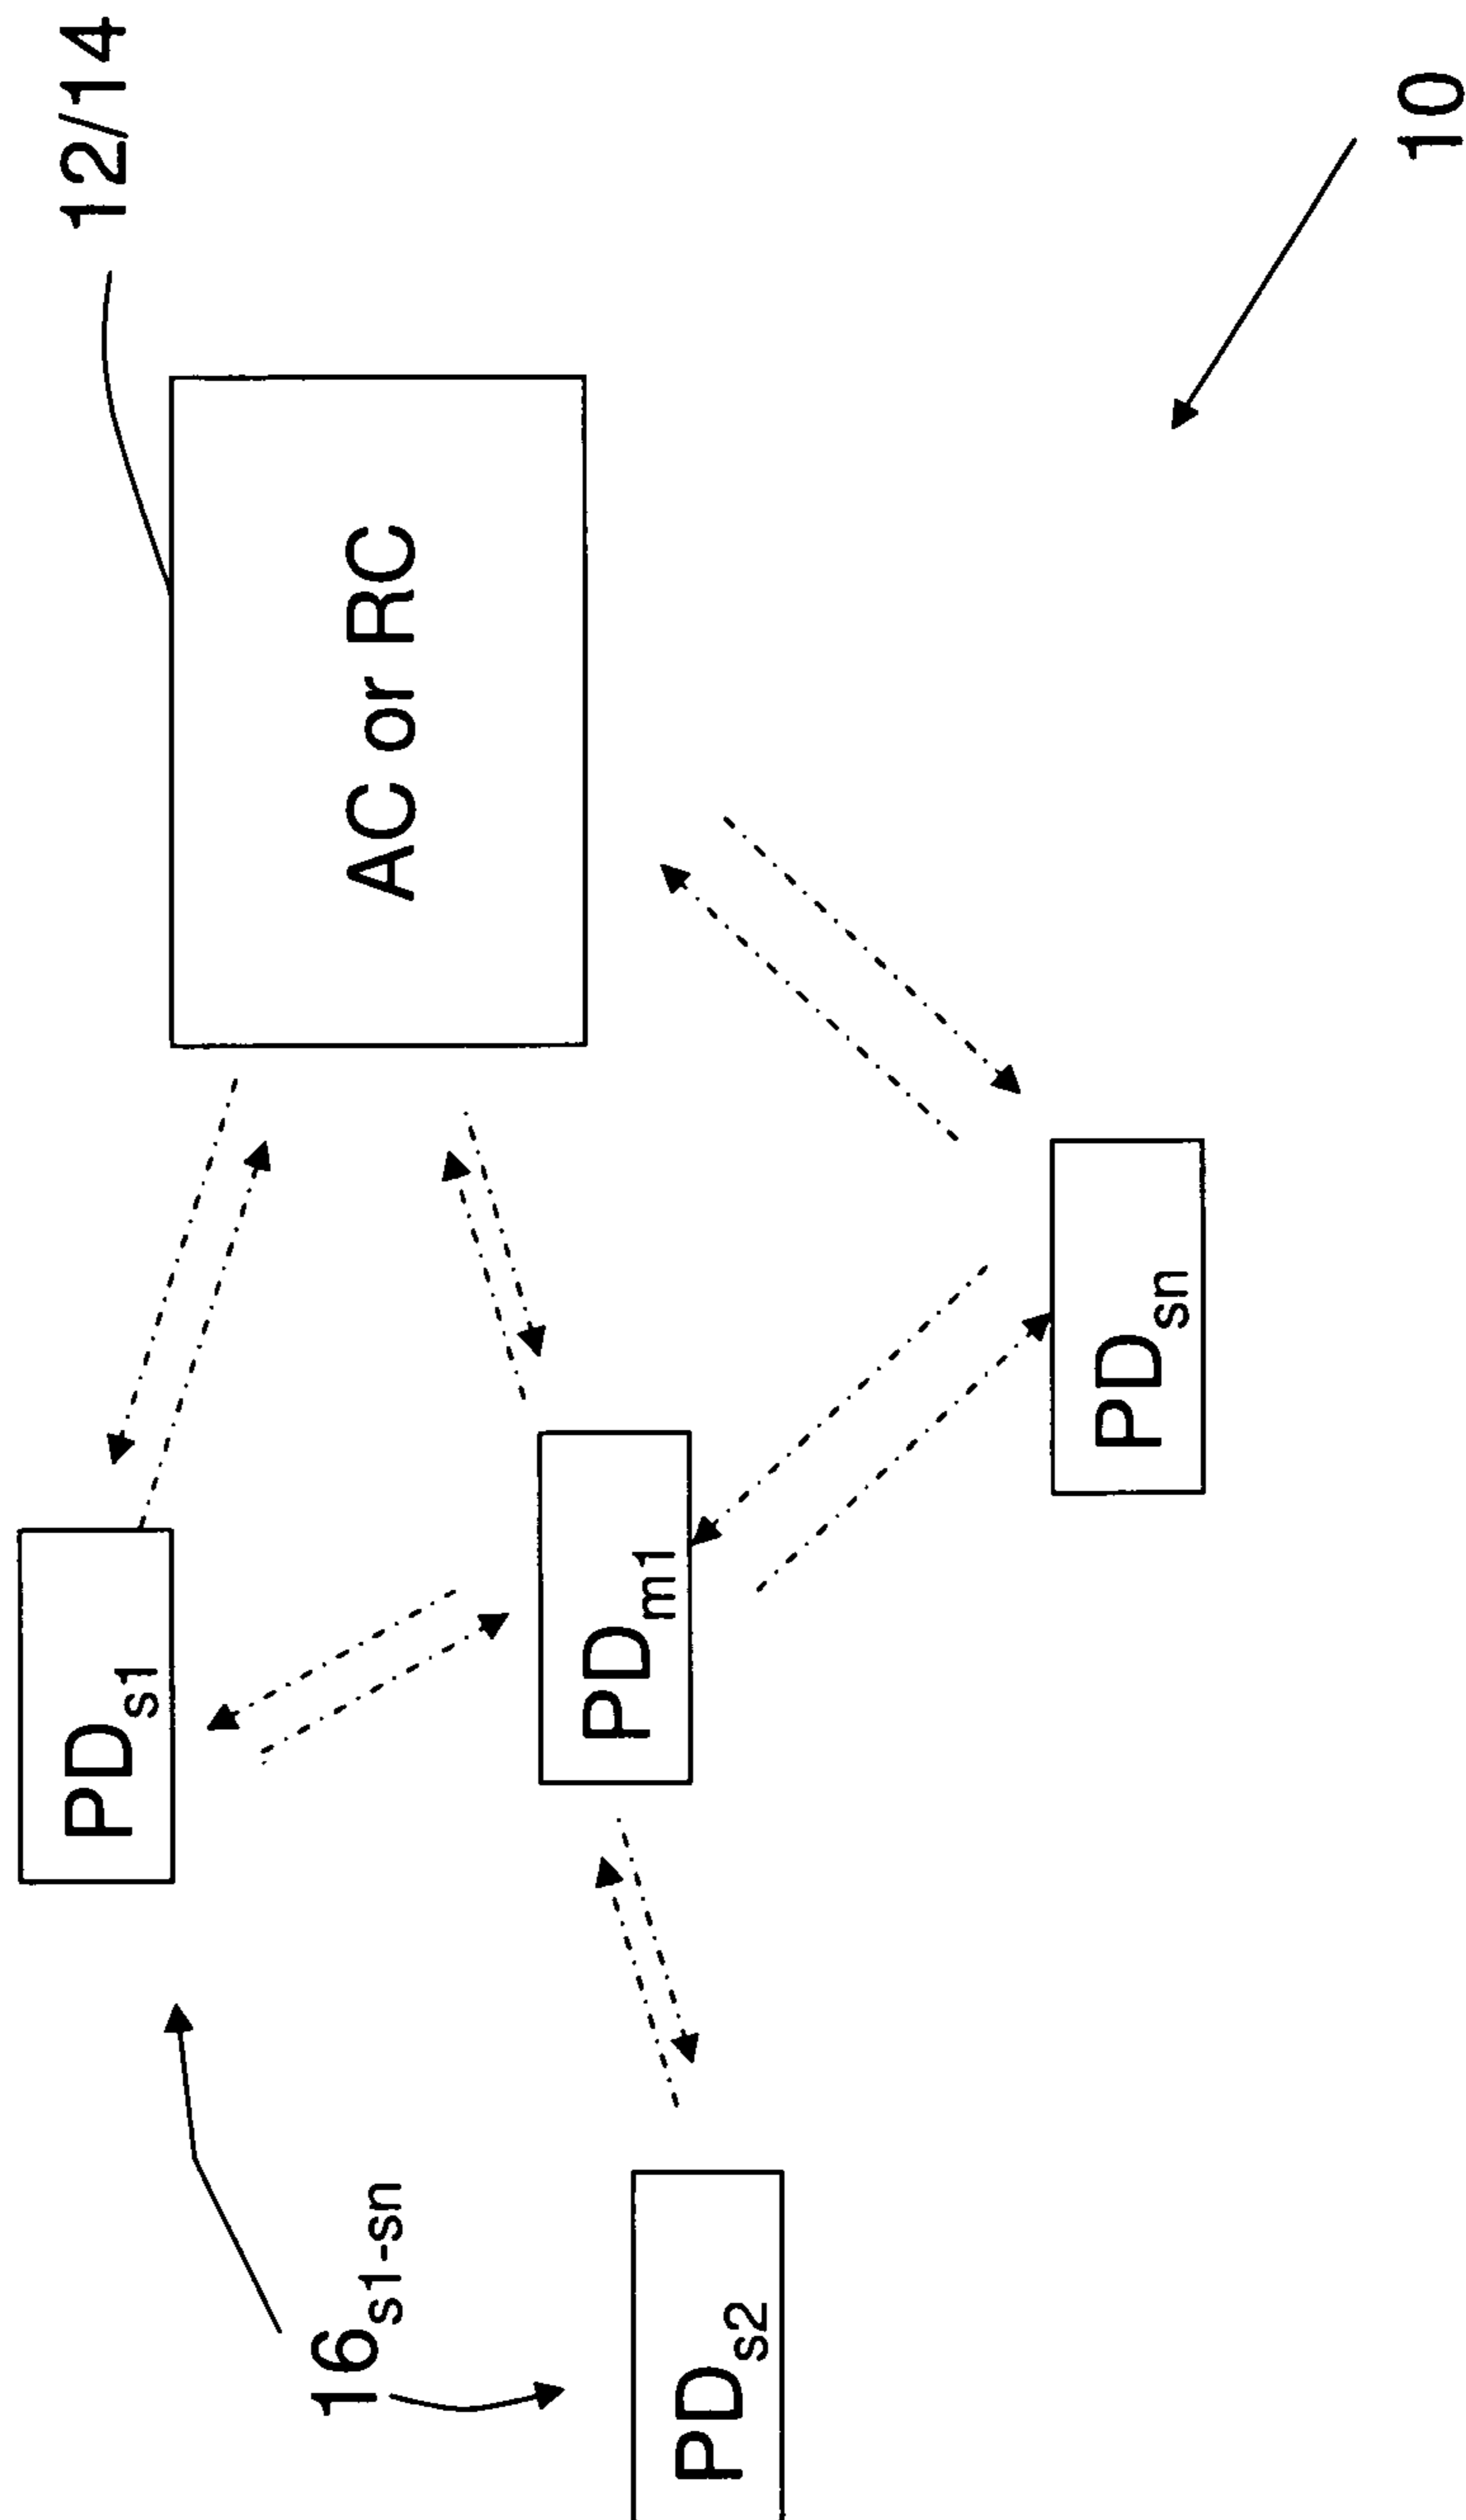 12/14
AC or RC
10
PDs1
PDm1
PDsn
16s1-sn
PDs2